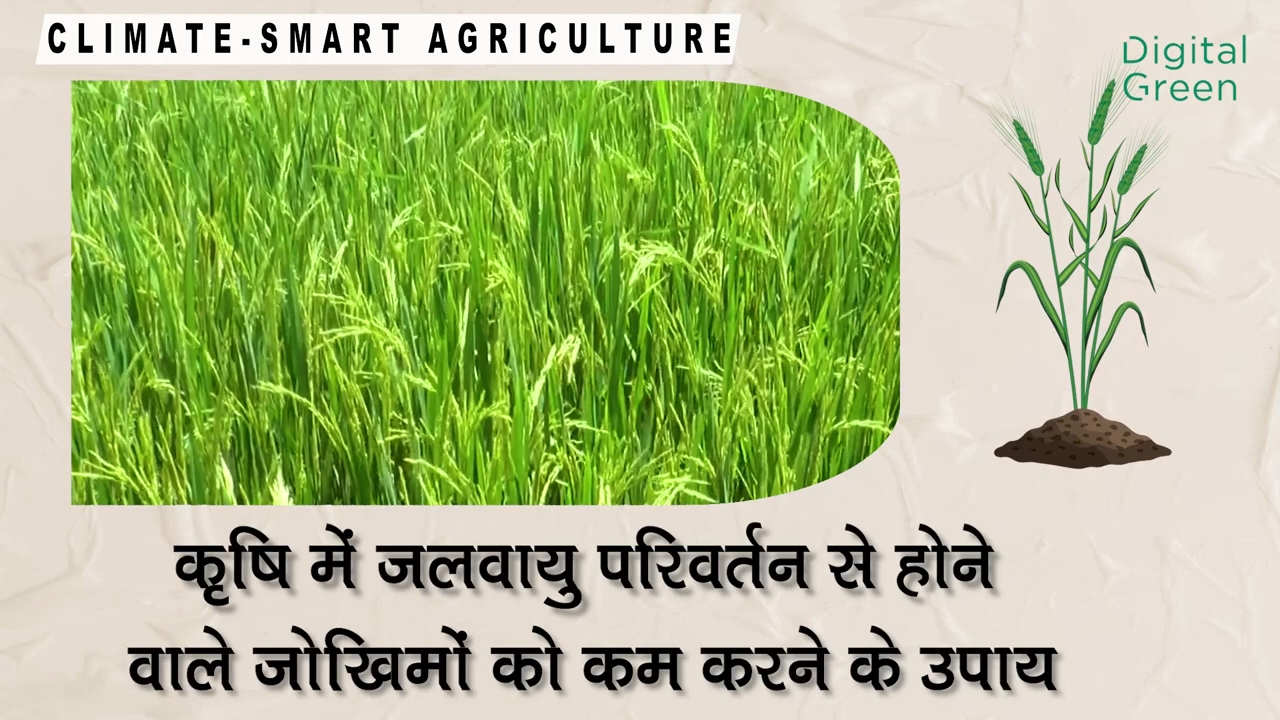 CLIMATE-SMART AGRICULTURE
Digital
Green
कृषि में जलवायु परिवर्तन से होने
वाले जोखिमों को कम करने के उपाय